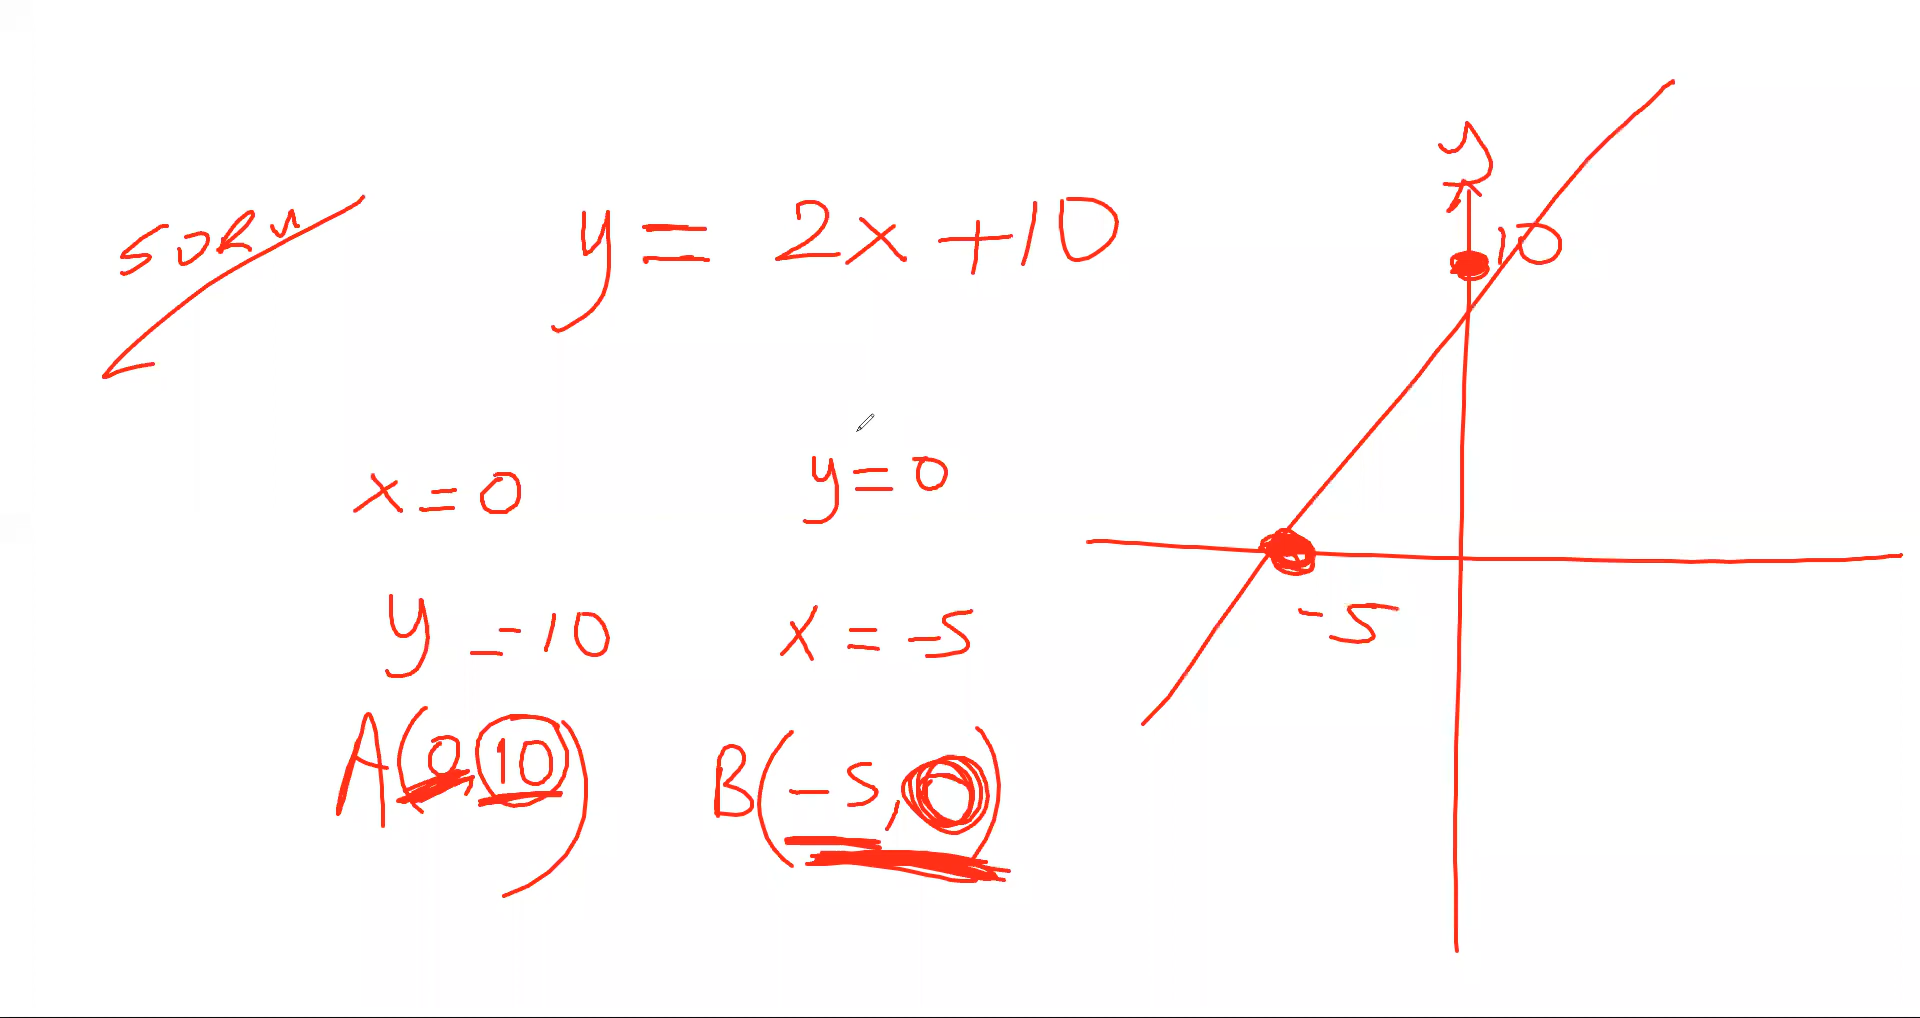 SORU
y = 2x + 10
x = 0
y = 0
y = 10
x = -5
A(0, 10)
B(-5, 0)
y
10
-5